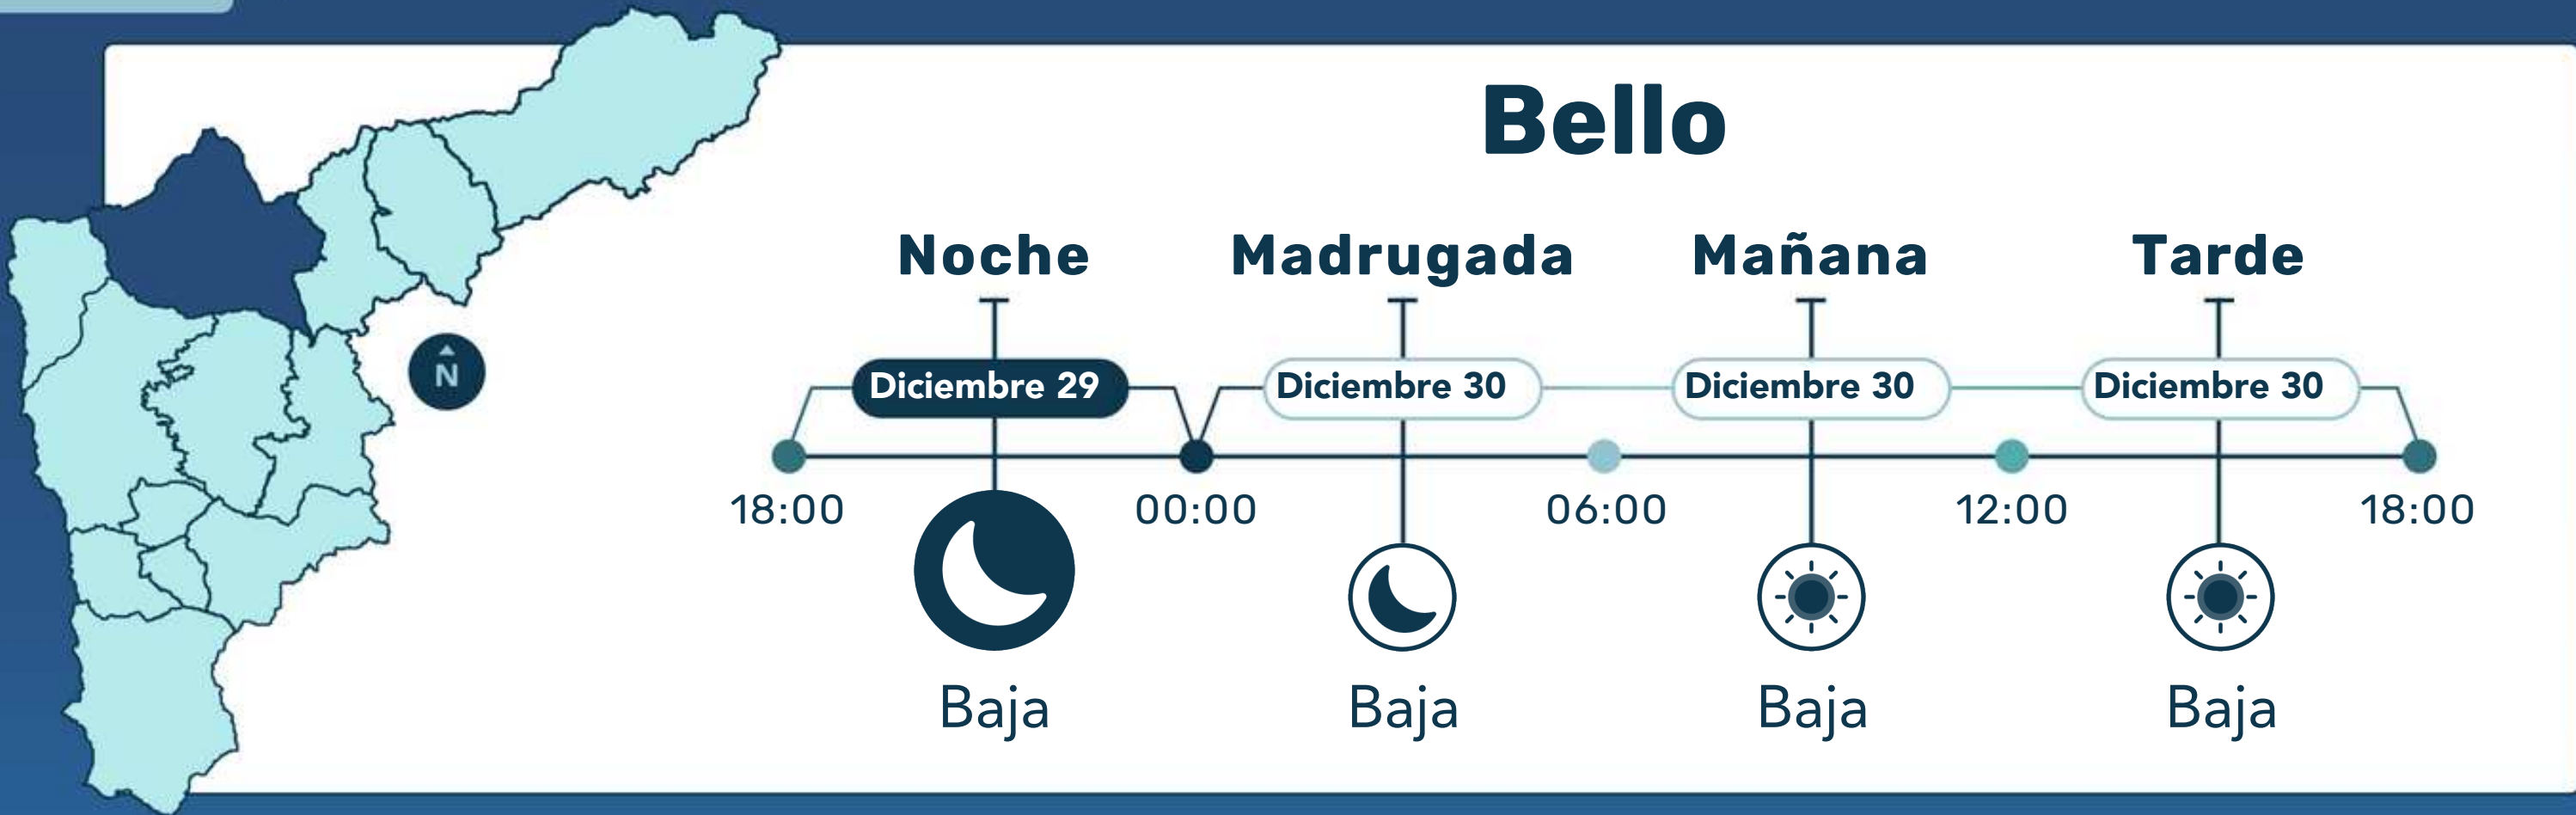 Bello
Noche Madrugada Mañana Tarde
N
Diciembre 29 Diciembre 30 Diciembre 30 Diciembre 30
18:00 00:00 06:00 12:00 18:00
Baja Baja Baja Baja